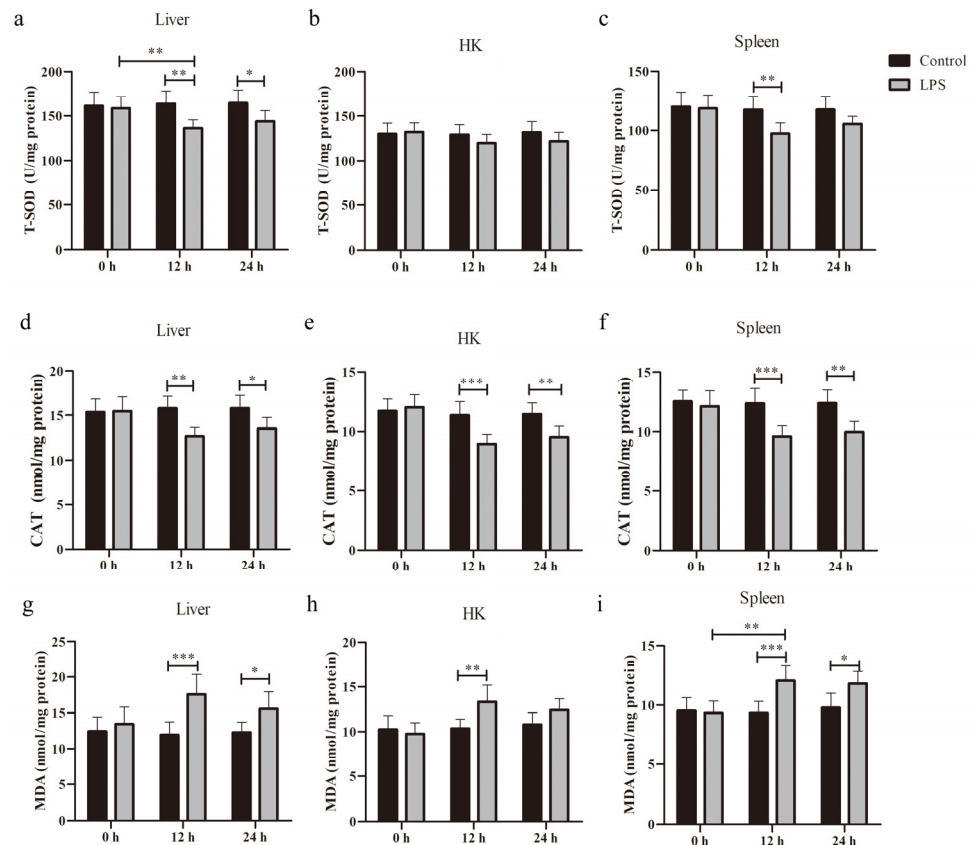 a
Liver
b
HK
c
Spleen
Control
LPS
T-SOD (U/mg protein)
200
150
100
50
0
**
**
*
0 h
12 h
24 h
T-SOD (U/mg protein)
200
150
100
50
0
0 h
12 h
24 h
T-SOD (U/mg protein)
150
100
50
0
**
0 h
12 h
24 h
d
Liver
e
HK
f
Spleen
CAT (nmol/mg protein)
20
15
10
5
0
**
*
0 h
12 h
24 h
CAT (nmol/mg protein)
15
10
5
0
***
**
0 h
12 h
24 h
CAT (nmol/mg protein)
15
10
5
0
***
**
0 h
12 h
24 h
g
Liver
h
HK
i
Spleen
MDA (nmol/mg protein)
25
20
15
10
5
0
***
*
0 h
12 h
24 h
MDA (nmol/mg protein)
20
15
10
5
0
**
0 h
12 h
24 h
MDA (nmol/mg protein)
15
10
5
0
**
***
*
0 h
12 h
24 h